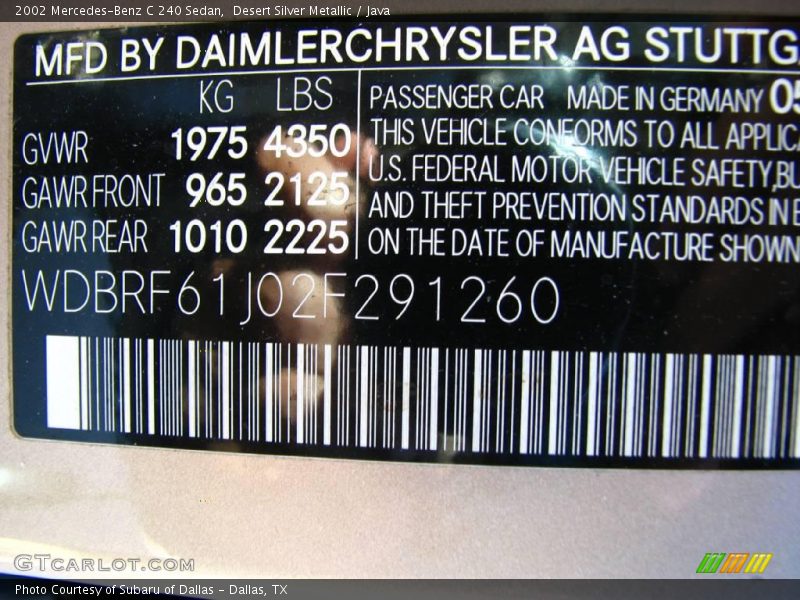 2002 Mercedes-Benz C 240 Sedan,  Desert Silver Metallic / Java
MFD BY DAIMLERCHRYSLER AG STUTTG
KG LBS
GVWR 1975 4350
GAWR FRONT 965 2125
GAWR REAR 1010 2225
PASSENGER CAR MADE IN GERMANY 05
THIS VEHICLE CONFORMS TO ALL APPLICA
U.S. FEDERAL MOTOR VEHICLE SAFETY, BU
AND THEFT PREVENTION STANDARDS IN E
ON THE DATE OF MANUFACTURE SHOWN
WDBRF61J02F291260
GTCARLOT.COM
Photo Courtesy of Subaru of Dallas - Dallas, TX